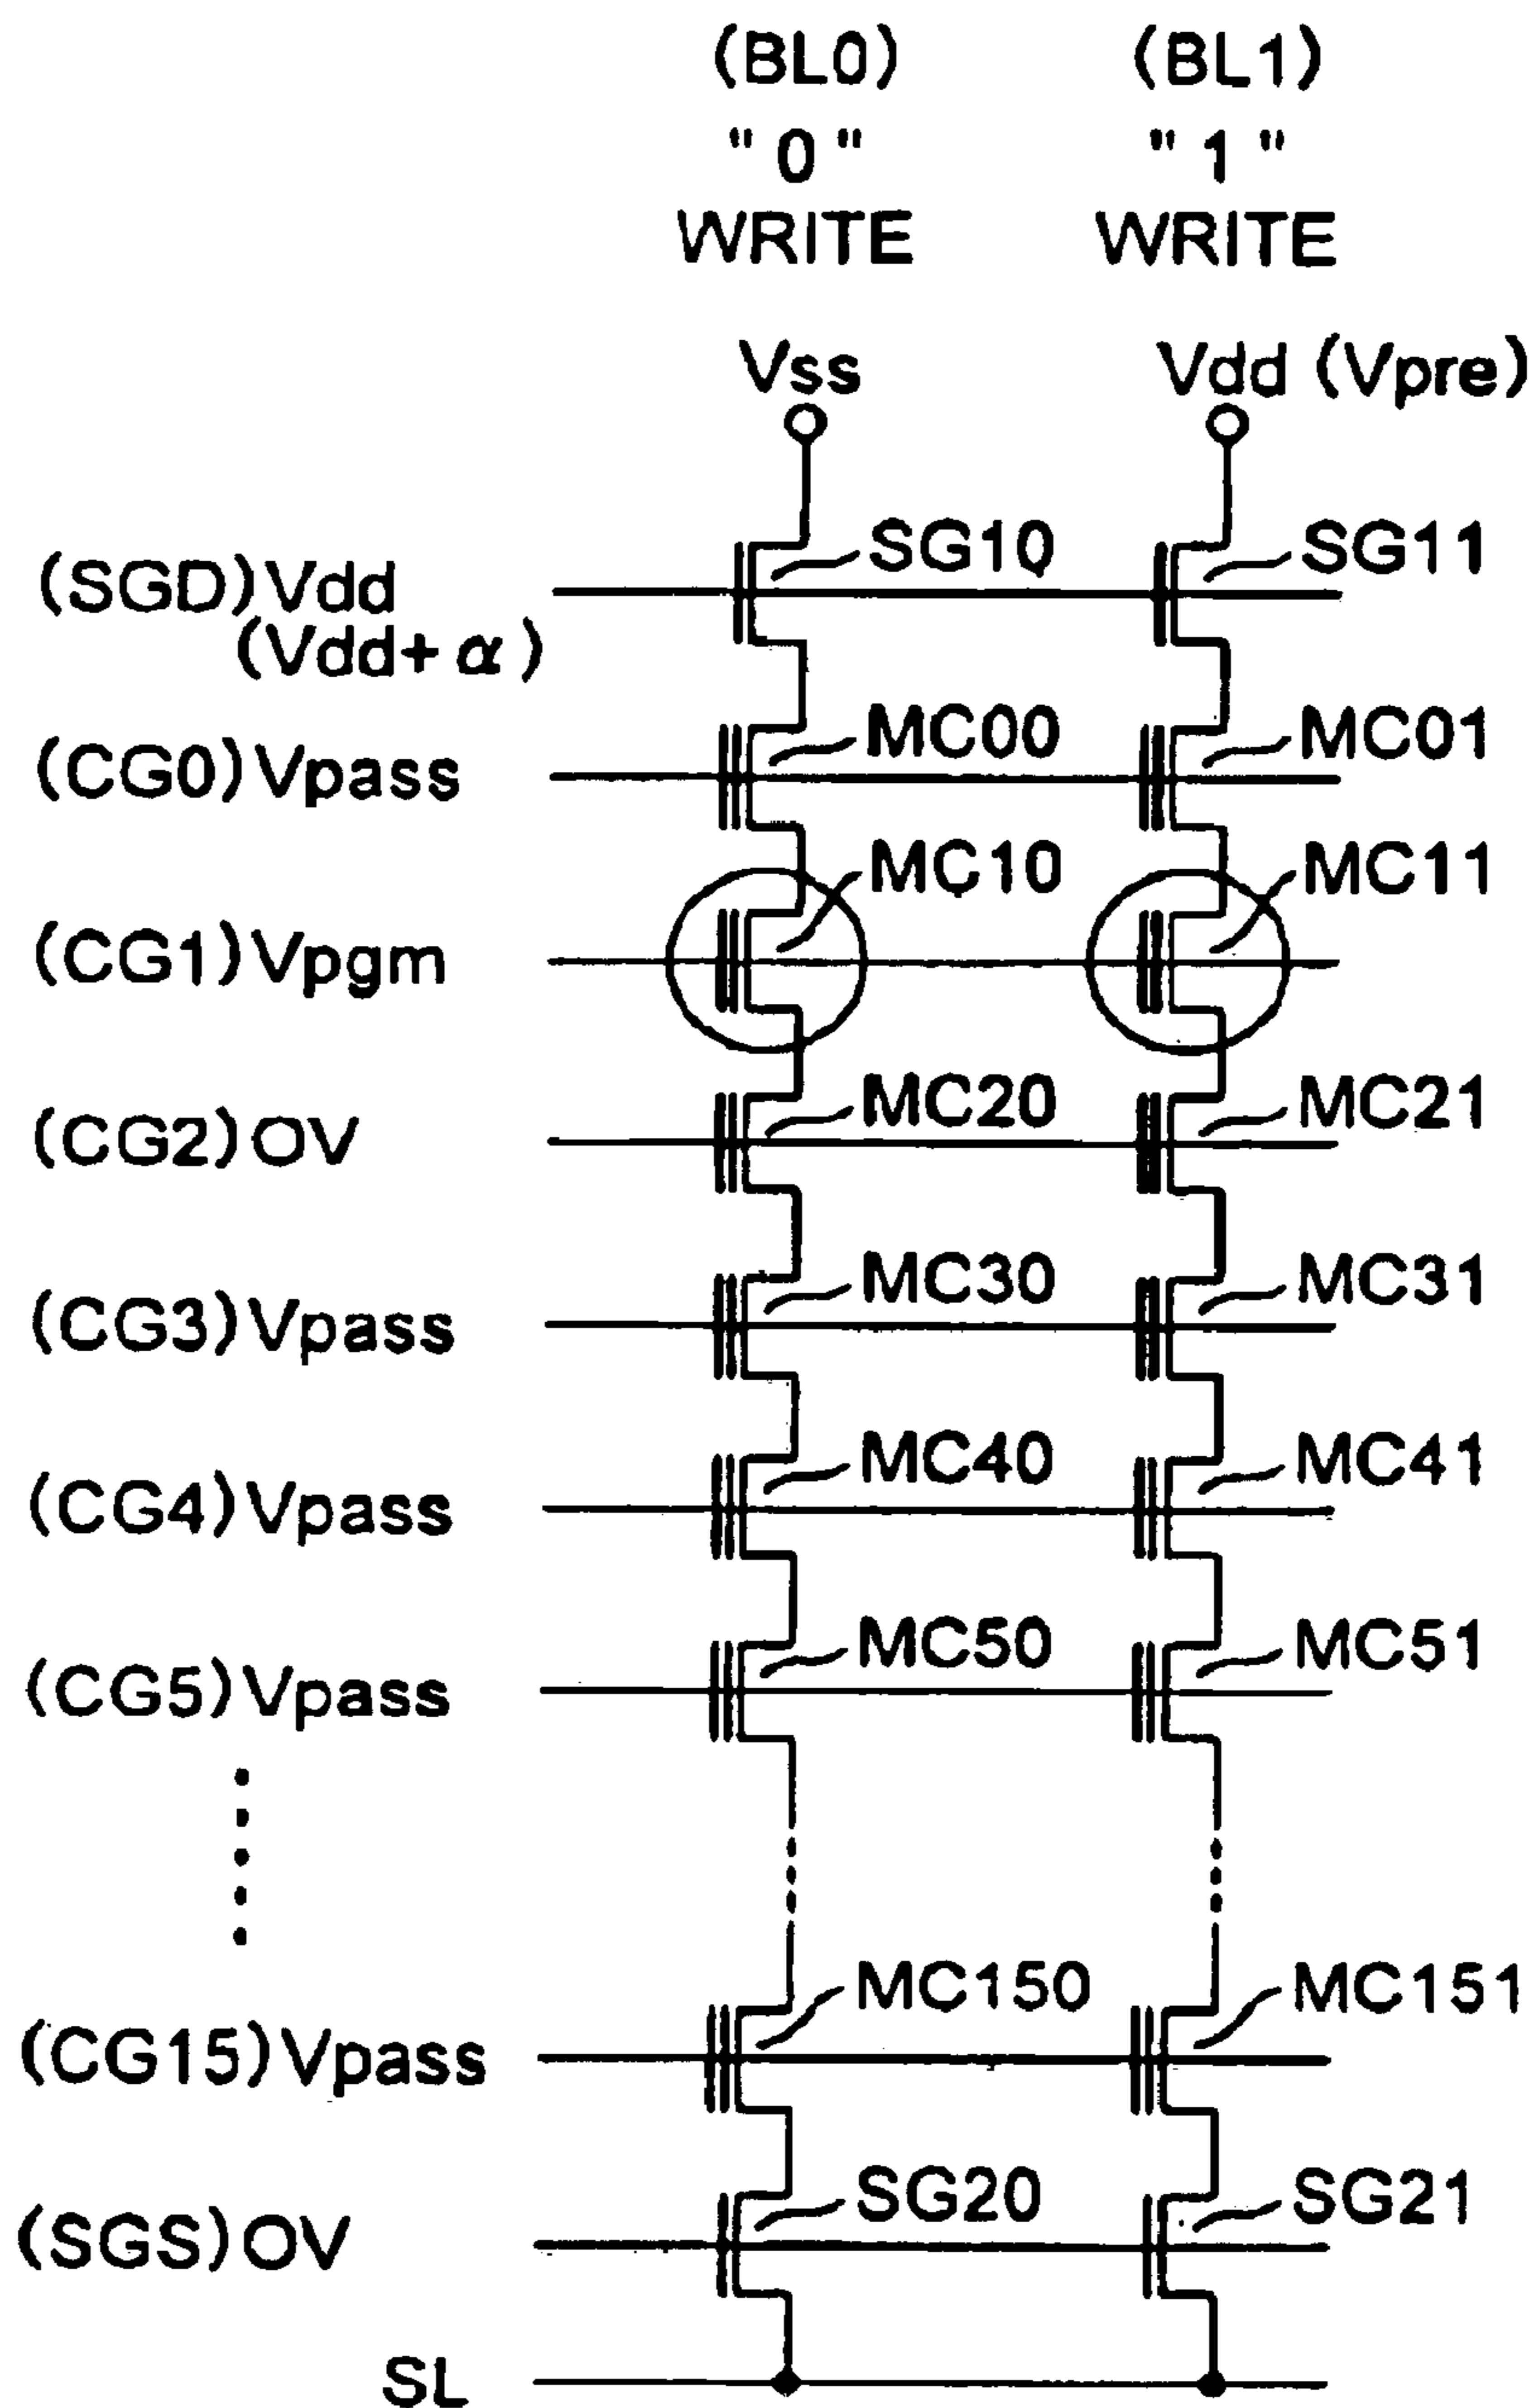 (BL0) (BL1)
"0" "1"
WRITE WRITE
Vss Vdd (Vpre)
(SGD)Vdd SG10 SG11
(Vdd+α)
(CG0)Vpass MC00 MC01
(CG1)Vpgm MC10 MC11
(CG2)0V MC20 MC21
(CG3)Vpass MC30 MC31
(CG4)Vpass MC40 MC41
(CG5)Vpass MC50 MC51
(CG15)Vpass MC150 MC151
(SGS)0V SG20 SG21
SL